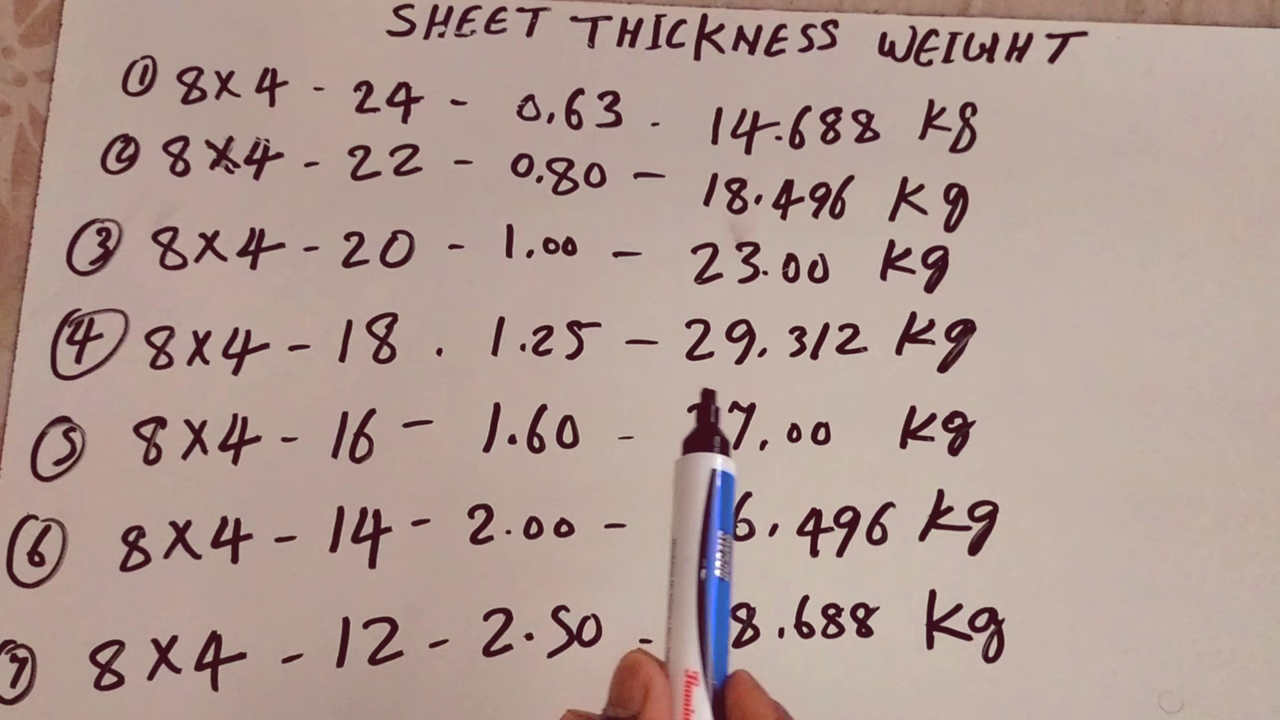 SHEET THICKNESS WEIGHT
① 8X4 - 24 - 0.63 - 14.688 Kg
② 8X4 - 22 - 0.80 - 18.496 Kg
③ 8X4 - 20 - 1.00 - 23.00 Kg
④ 8X4 - 18 . 1.25 - 29.312 Kg
⑤ 8X4 - 16 - 1.60 - 7.00 Kg
⑥ 8X4 - 14 - 2.00 - 6.496 Kg
⑦ 8X4 - 12 - 2.50 - 8.688 Kg